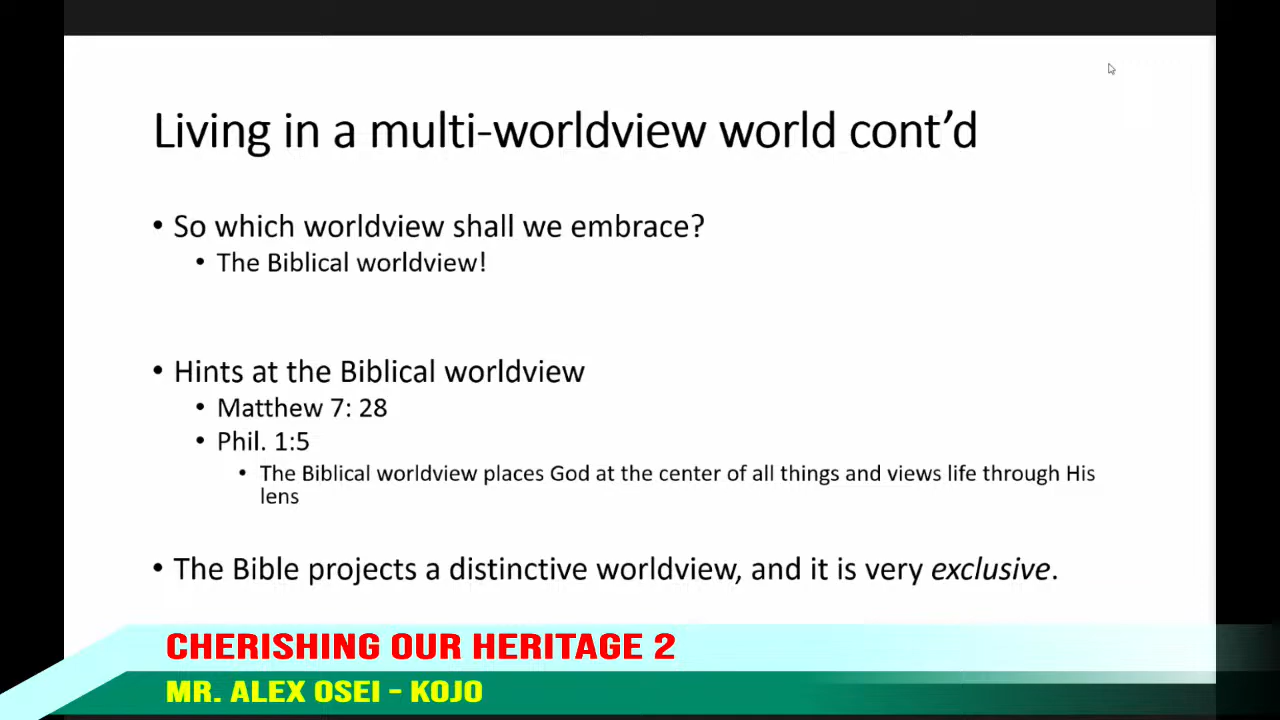 Living in a multi-worldview world cont’d
• So which worldview shall we embrace?
• The Biblical worldview!
• Hints at the Biblical worldview
• Matthew 7: 28
• Phil. 1:5
• The Biblical worldview places God at the center of all things and views life through His
lens
• The Bible projects a distinctive worldview, and it is very exclusive.
CHERISHING OUR HERITAGE 2
MR. ALEX OSEI - KOJO